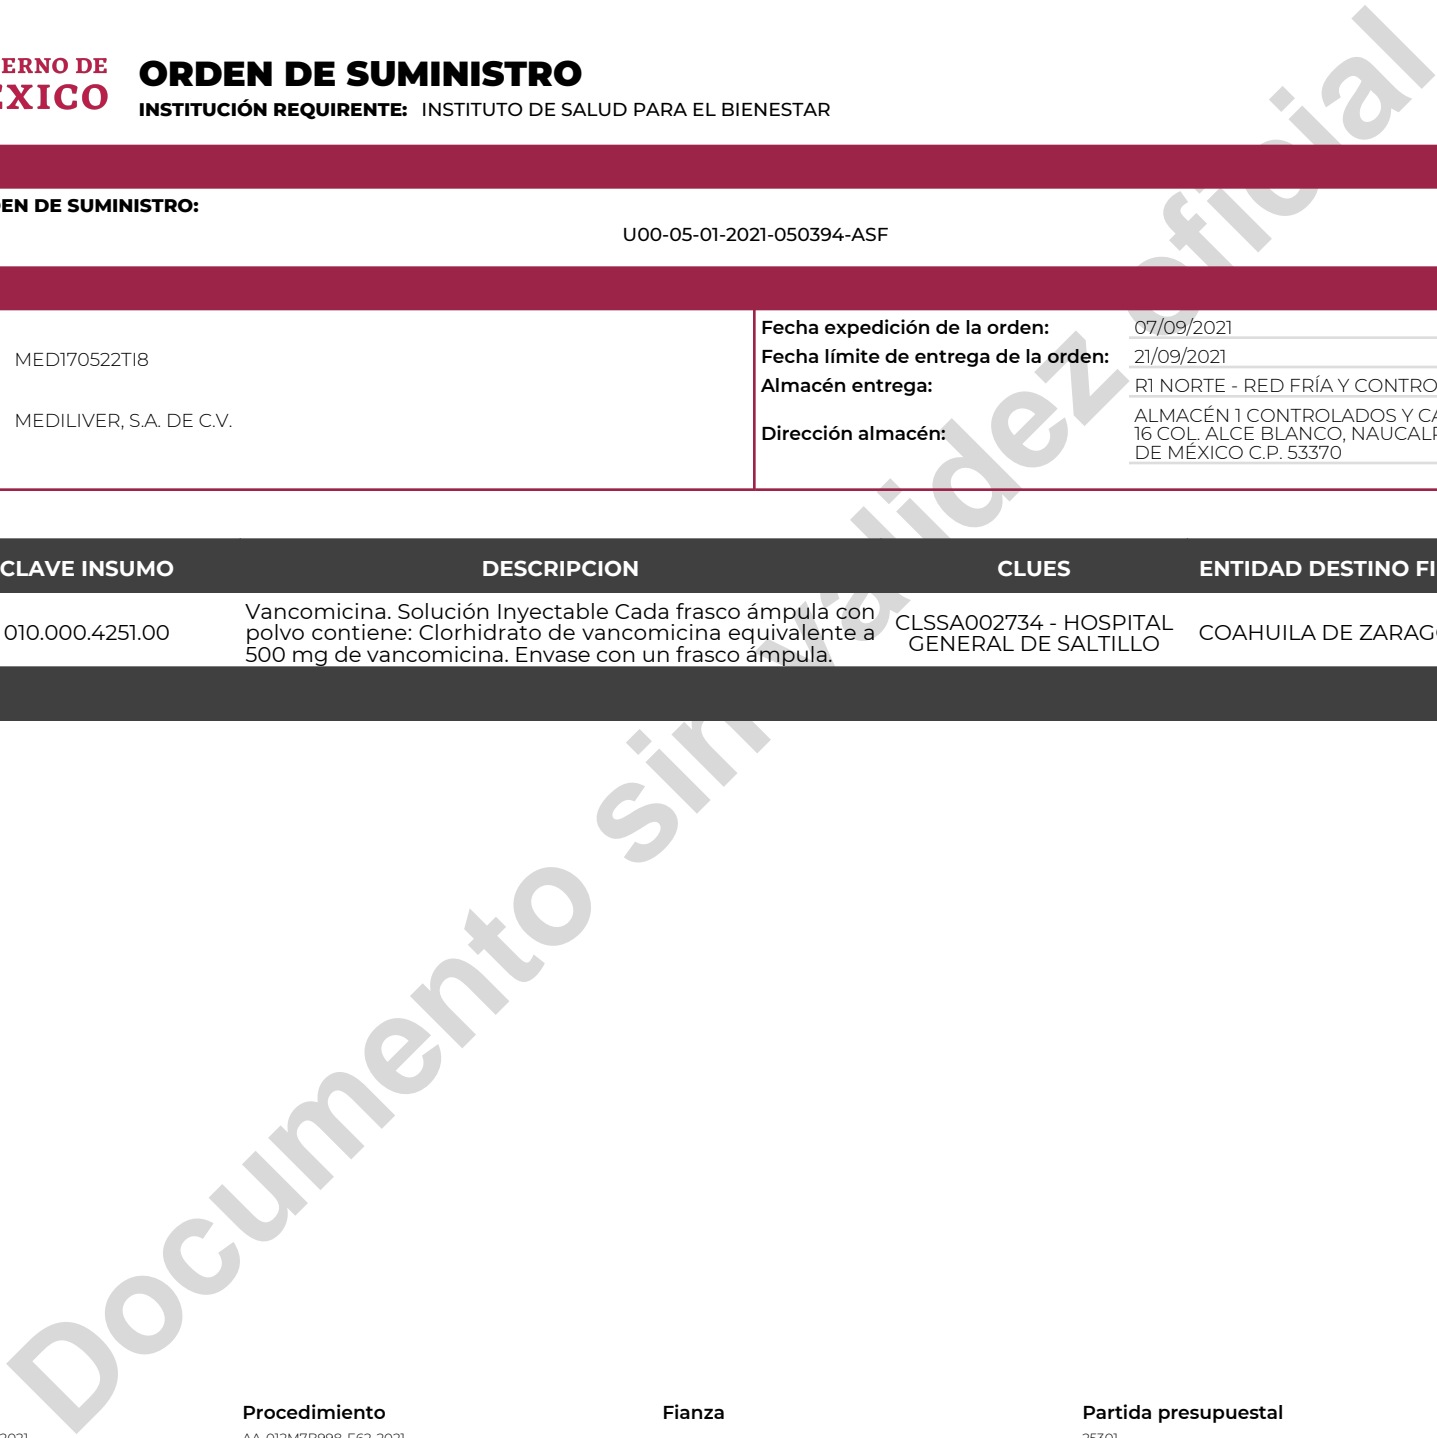 ERNO DE
EXICO
ORDEN DE SUMINISTRO
INSTITUCIÓN REQUIRENTE: INSTITUTO DE SALUD PARA EL BIENESTAR
EN DE SUMINISTRO:
U00-05-01-2021-050394-ASF
MED170522TI8
MEDILIVER, S.A. DE C.V.
Fecha expedición de la orden: 07/09/2021
Fecha límite de entrega de la orden: 21/09/2021
Almacén entrega: R1 NORTE - RED FRÍA Y CONTRO
Dirección almacén: ALMACÉN 1 CONTROLADOS Y CA
16 COL. ALCE BLANCO, NAUCALP
DE MÉXICO C.P. 53370
CLAVE INSUMO DESCRIPCION CLUES ENTIDAD DESTINO FI
010.000.4251.00
Vancomicina. Solución Inyectable Cada frasco ámpula con
polvo contiene: Clorhidrato de vancomicina equivalente a
500 mg de vancomicina. Envase con un frasco ámpula.
CLSSA002734 - HOSPITAL
GENERAL DE SALTILLO
COAHUILA DE ZARAG
Documento sin validez oficial
Procedimiento Fianza Partida presupuestal
2021 AA-012M7B998-E62-2021 25301